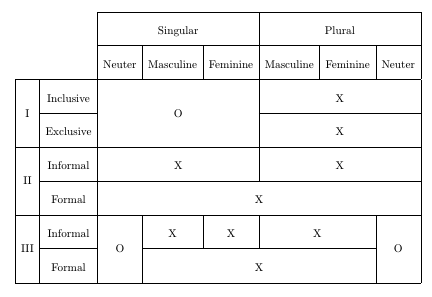 Singular Plural
Neuter Masculine Feminine Masculine Feminine Neuter
Inclusive X
I O
Exclusive X
Informal X X
II
Formal X
Informal X X X
III O O
Formal X